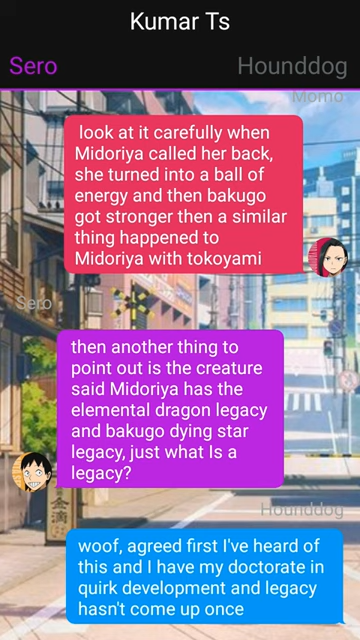 Kumar Ts
Sero
Hounddog
Momo
look at it carefully when
Midoriya called her back,
she turned into a ball of
energy and then bakugo
got stronger then a similar
thing happened to
Midoriya with tokoyami
Sero
then another thing to
point out is the creature
said Midoriya has the
elemental dragon legacy
and bakugo dying star
legacy, just what Is a
legacy?
Hounddog
woof, agreed first I've heard of
this and I have my doctorate in
quirk development and legacy
hasn't come up once